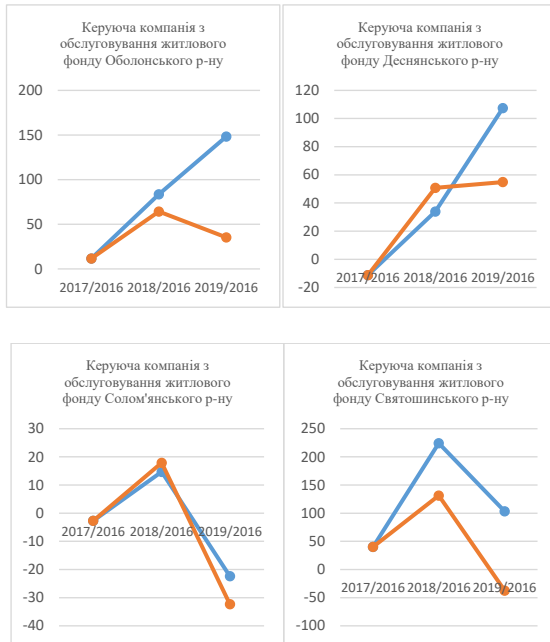 Керуюча компанія з
обслуговування житлового
фонду Оболонського р-ну
200
150
100
50
0
2017/2016 2018/2016 2019/2016
Керуюча компанія з
обслуговування житлового
фонду Деснянського р-ну
120
100
80
60
40
20
0
-20
2017/2016 2018/2016 2019/2016
Керуюча компанія з
обслуговування житлового
фонду Солом'янського р-ну
30
20
10
0
-10
-20
-30
-40
2017/2016 2018/2016 2019/2016
Керуюча компанія з
обслуговування житлового
фонду Святошинського р-ну
250
200
150
100
50
0
-50
-100
2017/2016 2018/2016 2019/2016